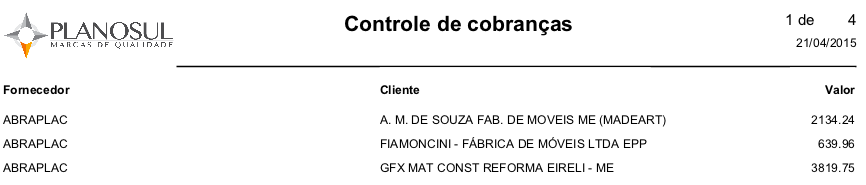 PLANOSUL
MARCAS DE QUALIDADE
Controle de cobranças
1 de 4
21/04/2015
Fornecedor Cliente Valor
ABRAPLAC A. M. DE SOUZA FAB. DE MOVEIS ME (MADEART) 2134.24
ABRAPLAC FIAMONCINI - FÁBRICA DE MÓVEIS LTDA EPP 639.96
ABRAPLAC GFX MAT CONST REFORMA EIRELI - ME 3819.75